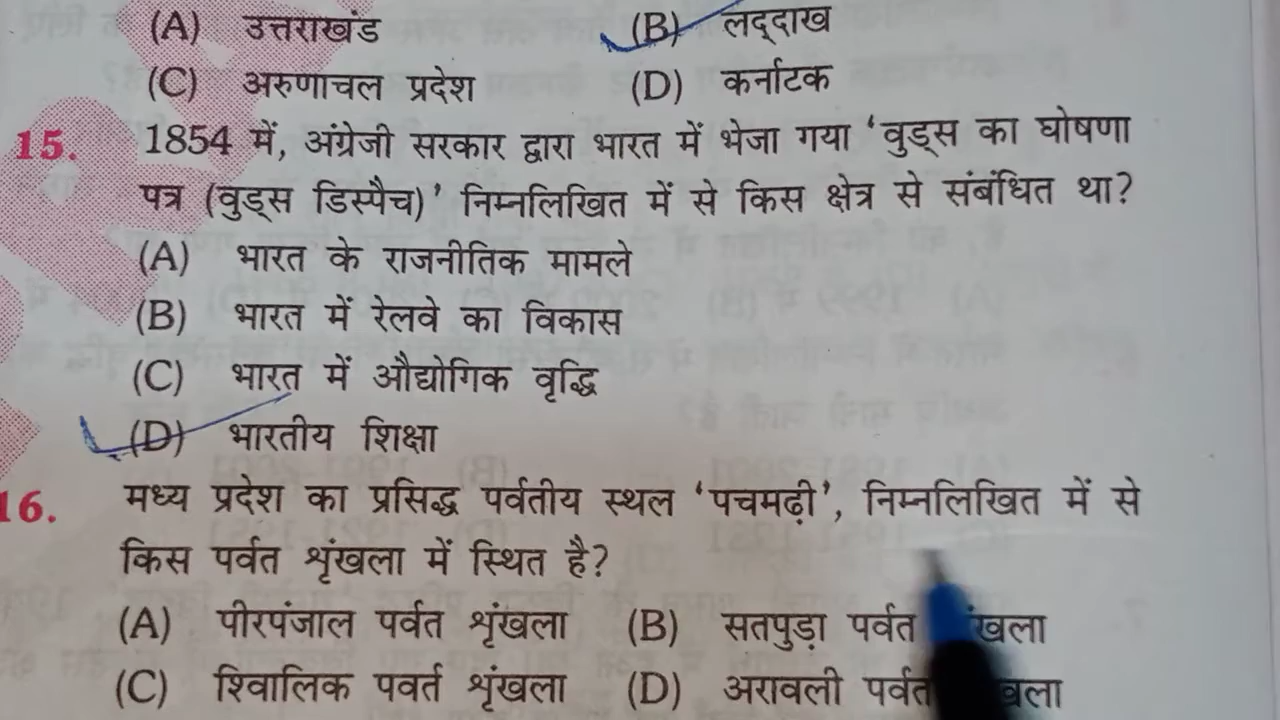 (A) उत्तराखंड (B) लद्दाख
(C) अरुणाचल प्रदेश (D) कर्नाटक
15. 1854 में, अंग्रेजी सरकार द्वारा भारत में भेजा गया ‘वुड्स का घोषणा
पत्र (वुड्स डिस्पैच)’ निम्नलिखित में से किस क्षेत्र से संबंधित था?
(A) भारत के राजनीतिक मामले
(B) भारत में रेलवे का विकास
(C) भारत में औद्योगिक वृद्धि
(D) भारतीय शिक्षा
16. मध्य प्रदेश का प्रसिद्ध पर्वतीय स्थल ‘पचमढ़ी’, निम्नलिखित में से
किस पर्वत शृंखला में स्थित है?
(A) पीरपंजाल पर्वत शृंखला (B) सतपुड़ा पर्वत
(C) शिवालिक पवर्त शृंखला (D) अरावली पर्वत